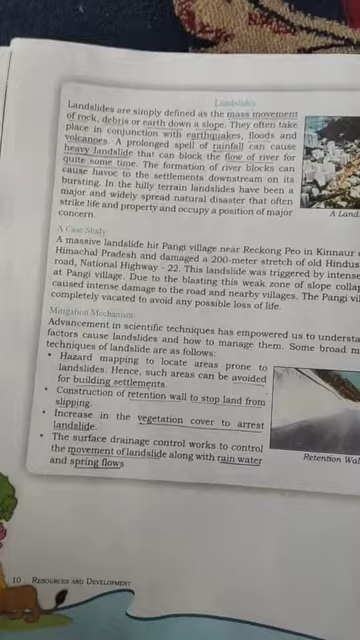 Landslides
Landslides are simply defined as the mass movement
of rock, debris or earth down a slope. They often take
place in conjunction with earthquakes, floods and
volcanoes. A prolonged spell of rainfall can cause
heavy landslide that can block the flow of river for
quite some time. The formation of river blocks can
cause havoc to the settlements downstream on its
bursting. In the hilly terrain landslides have been a
major and widely spread natural disaster that often
strike life and property and occupy a position of major
concern.
A Land
A Case Study
A massive landslide hit Pangi village near Reckong Peo in Kinnaur
Himachal Pradesh and damaged a 200-meter stretch of old Hindus
road, National Highway - 22. This landslide was triggered by intense
at Pangi village. Due to the blasting this weak zone of slope collap
caused intense damage to the road and nearby villages. The Pangi vil
completely vacated to avoid any possible loss of life.
Mitigation Mechanism
Advancement in scientific techniques has empowered us to understa
factors cause landslides and how to manage them. Some broad m
techniques of landslide are as follows:
• Hazard mapping to locate areas prone to
landslides. Hence, such areas can be avoided
for building settlements.
• Construction of retention wall to stop land from
slipping.
• Increase in the vegetation cover to arrest
landslide.
• The surface drainage control works to control
the movement of landslide along with rain water
and spring flows.
Retention Wal
10 RESOURCES AND DEVELOPMENT